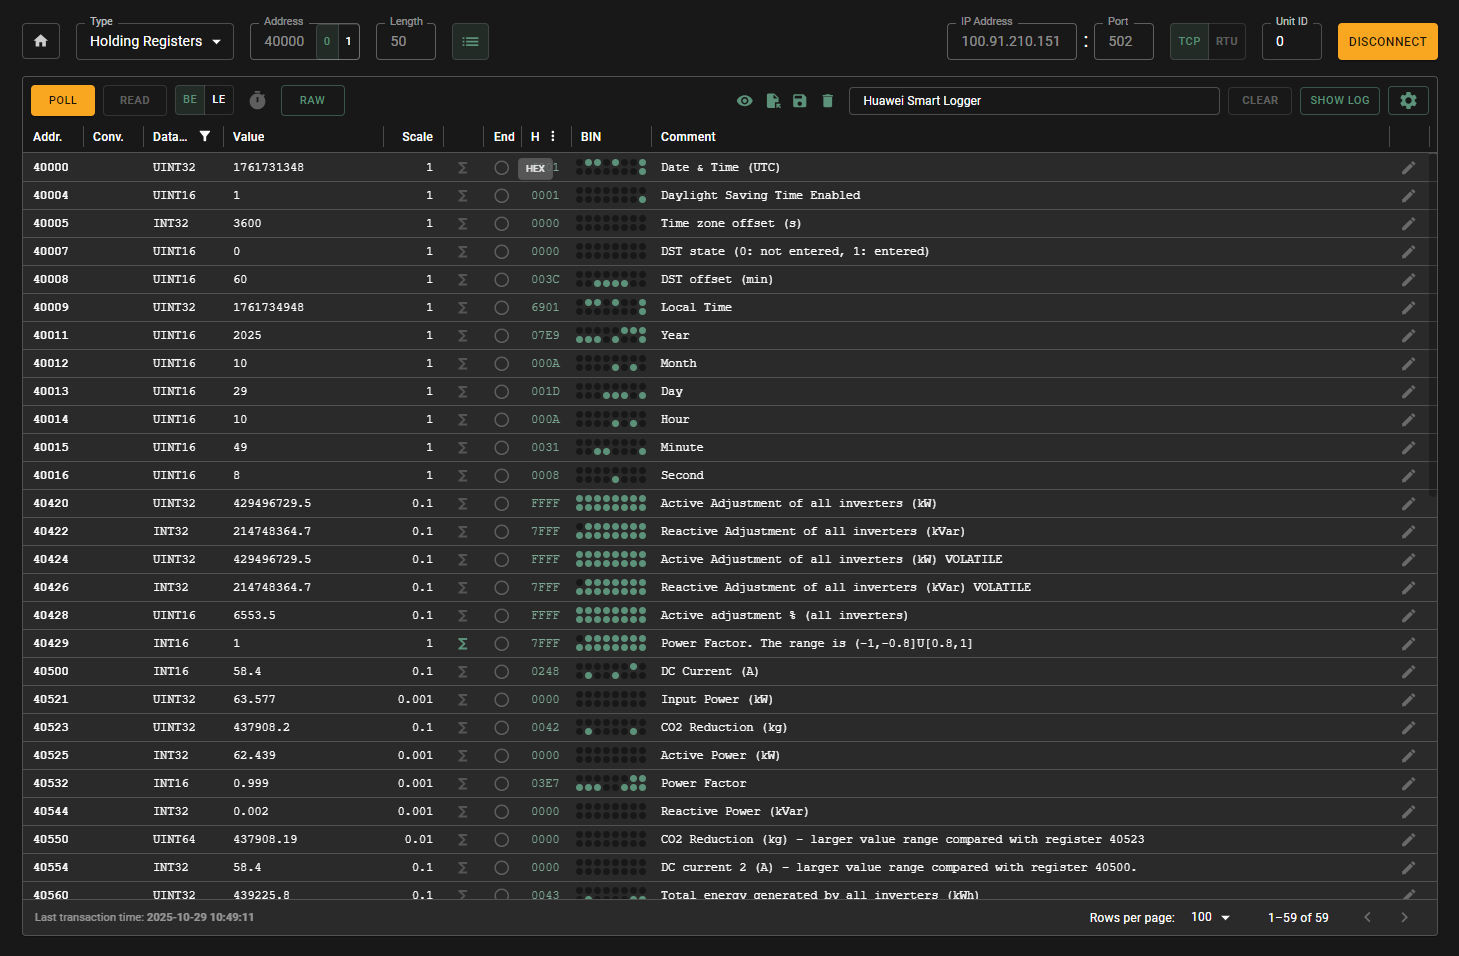 Type
Holding Registers
Address
40000 0 1
Length
50
IP Address
100.91.210.151 :
Port
502
TCP RTU
Unit ID
0
DISCONNECT
POLL READ BE LE RAW Huawei Smart Logger CLEAR SHOW LOG
Addr. Conv. Data... Value Scale End H BIN Comment
40000 UINT32 1761731348 1 Σ HEX 1 Date & Time (UTC)
40004 UINT16 1 1 Σ 0001 Daylight Saving Time Enabled
40005 INT32 3600 1 Σ 0000 Time zone offset (s)
40007 UINT16 0 1 Σ 0000 DST state (0: not entered, 1: entered)
40008 UINT16 60 1 Σ 003C DST offset (min)
40009 UINT32 1761734948 1 Σ 6901 Local Time
40011 UINT16 2025 1 Σ 07E9 Year
40012 UINT16 10 1 Σ 000A Month
40013 UINT16 29 1 Σ 001D Day
40014 UINT16 10 1 Σ 000A Hour
40015 UINT16 49 1 Σ 0031 Minute
40016 UINT16 8 1 Σ 0008 Second
40420 UINT32 429496729.5 0.1 Σ FFFF Active Adjustment of all inverters (kW)
40422 INT32 214748364.7 0.1 Σ 7FFF Reactive Adjustment of all inverters (kVar)
40424 UINT32 429496729.5 0.1 Σ FFFF Active Adjustment of all inverters (kW) VOLATILE
40426 INT32 214748364.7 0.1 Σ 7FFF Reactive Adjustment of all inverters (kVar) VOLATILE
40428 UINT16 6553.5 0.1 Σ FFFF Active adjustment % (all inverters)
40429 INT16 1 1 Σ 7FFF Power Factor. The range is (-1,-0.8]U[0.8,1]
40500 INT16 58.4 0.1 Σ 0248 DC Current (A)
40521 UINT32 63.577 0.001 Σ 0000 Input Power (kW)
40523 UINT32 437908.2 0.1 Σ 0042 CO2 Reduction (kg)
40525 INT32 62.439 0.001 Σ 0000 Active Power (kW)
40532 INT16 0.999 0.001 Σ 03E7 Power Factor
40544 INT32 0.002 0.001 Σ 0000 Reactive Power (kVar)
40550 UINT64 437908.19 0.01 Σ 0000 CO2 Reduction (kg) - larger value range compared with register 40523
40554 INT32 58.4 0.1 Σ 0000 DC current 2 (A) - larger value range compared with register 40500.
40560 UINT32 439225.8 0.1 Σ 0043 Total energy generated by all inverters (kWh)
Last transaction time: 2025-10-29 10:49:11 Rows per page: 100 1–59 of 59